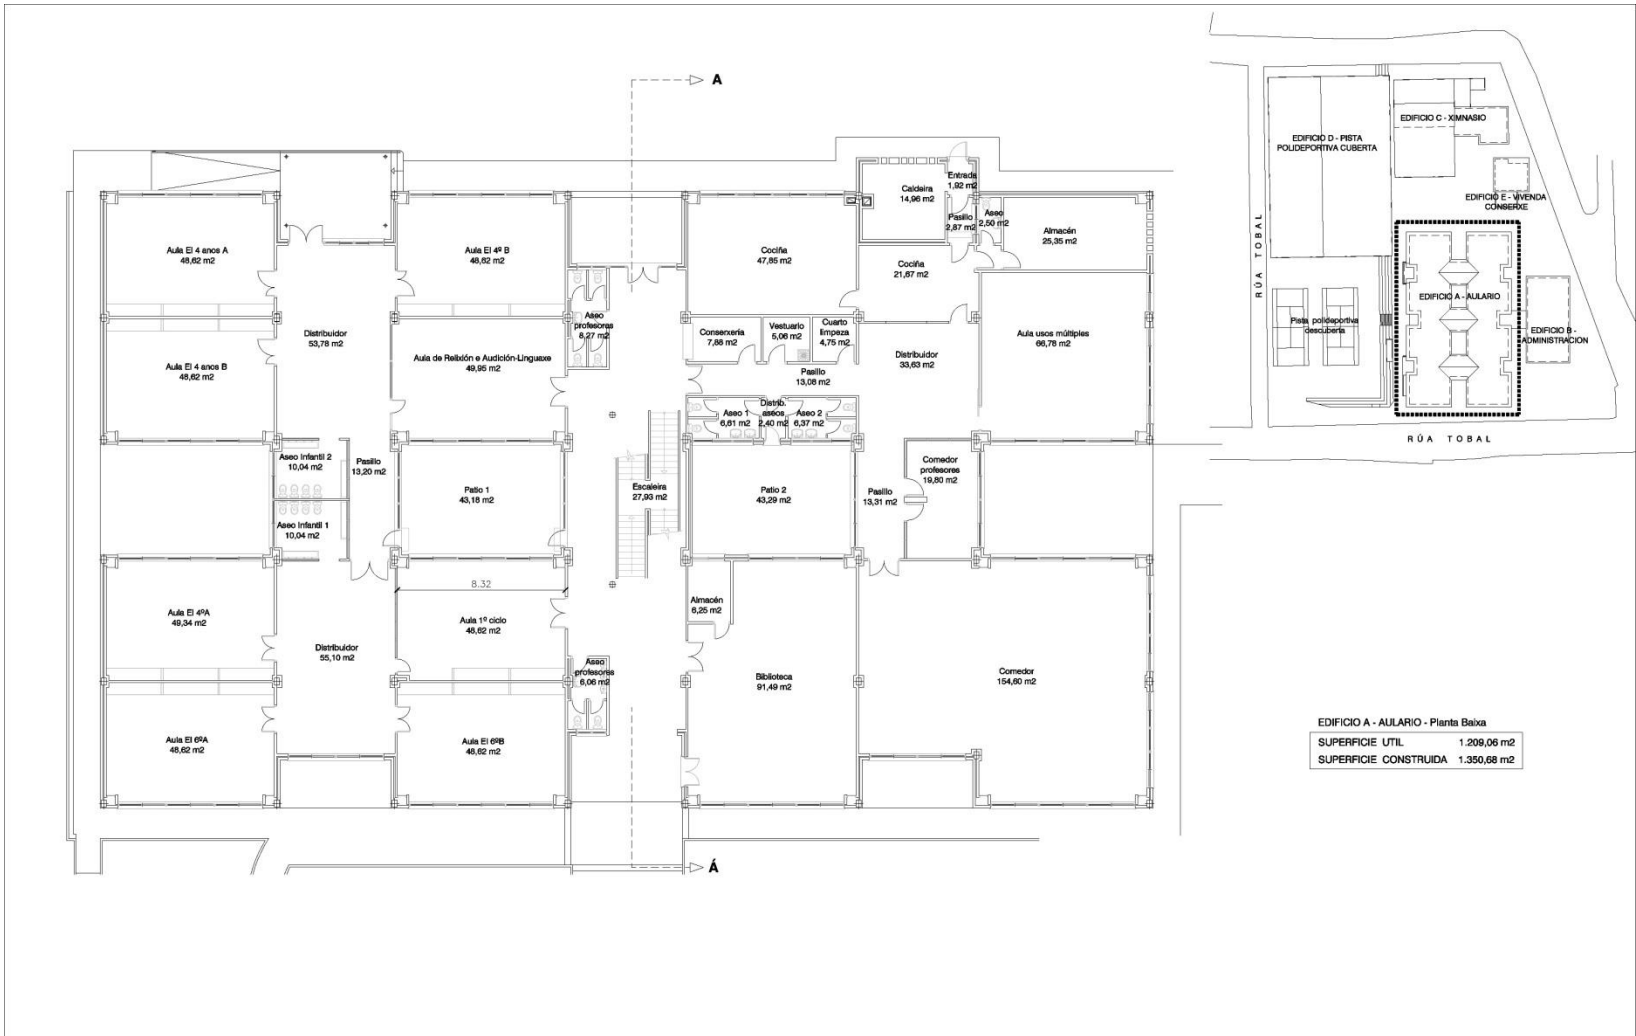 A
Aula EI 4 anos A
48,62 m2
Aula EI 4º B
48,62 m2
Cociña
47,85 m2
Caldeira
14,96 m2
Entrada
1,92 m2
Pasillo
2,87 m2
Aseo
2,50 m2
Almacén
25,35 m2
Cociña
21,67 m2
Distribuidor
53,78 m2
Aseo
profesores
8,27 m2
Conserxería
7,88 m2
Vestuario
5,06 m2
Cuarto
limpeza
4,75 m2
Aula usos múltiples
66,78 m2
Aula EI 4 anos B
48,62 m2
Aula de Relixión e Audición-Linguaxe
49,95 m2
Distribuidor
33,63 m2
Pasillo
13,08 m2
Aseo 1
6,61 m2
Distrib.
aseos
2,40 m2
Aseo 2
6,37 m2
Aseo Infantil 2
10,04 m2
Pasillo
13,20 m2
Patio 1
43,18 m2
Escaleira
27,93 m2
Patio 2
43,29 m2
Pasillo
13,31 m2
Comedor
profesores
19,80 m2
Aseo Infantil 1
10,04 m2
8.32
Aula EI 4ºA
49,34 m2
Aula 1º ciclo
48,62 m2
Almacén
6,25 m2
Distribuidor
55,10 m2
Aseo
profesores
6,06 m2
Biblioteca
91,49 m2
Comedor
154,60 m2
Aula EI 6ºA
48,62 m2
Aula EI 6ºB
48,62 m2
Á
EDIFICIO D - PISTA
POLIDEPORTIVA CUBERTA
EDIFICIO C - XIMNASIO
EDIFICIO E - VIVENDA
CONSERXE
RÚA TOBAL
EDIFICIO A - AULARIO
Pista polideportiva
descuberta
EDIFICIO B -
ADMINISTRACION
RÚA TOBAL
EDIFICIO A - AULARIO - Planta Baixa
SUPERFICIE UTIL 1.209,06 m2
SUPERFICIE CONSTRUIDA 1.350,68 m2